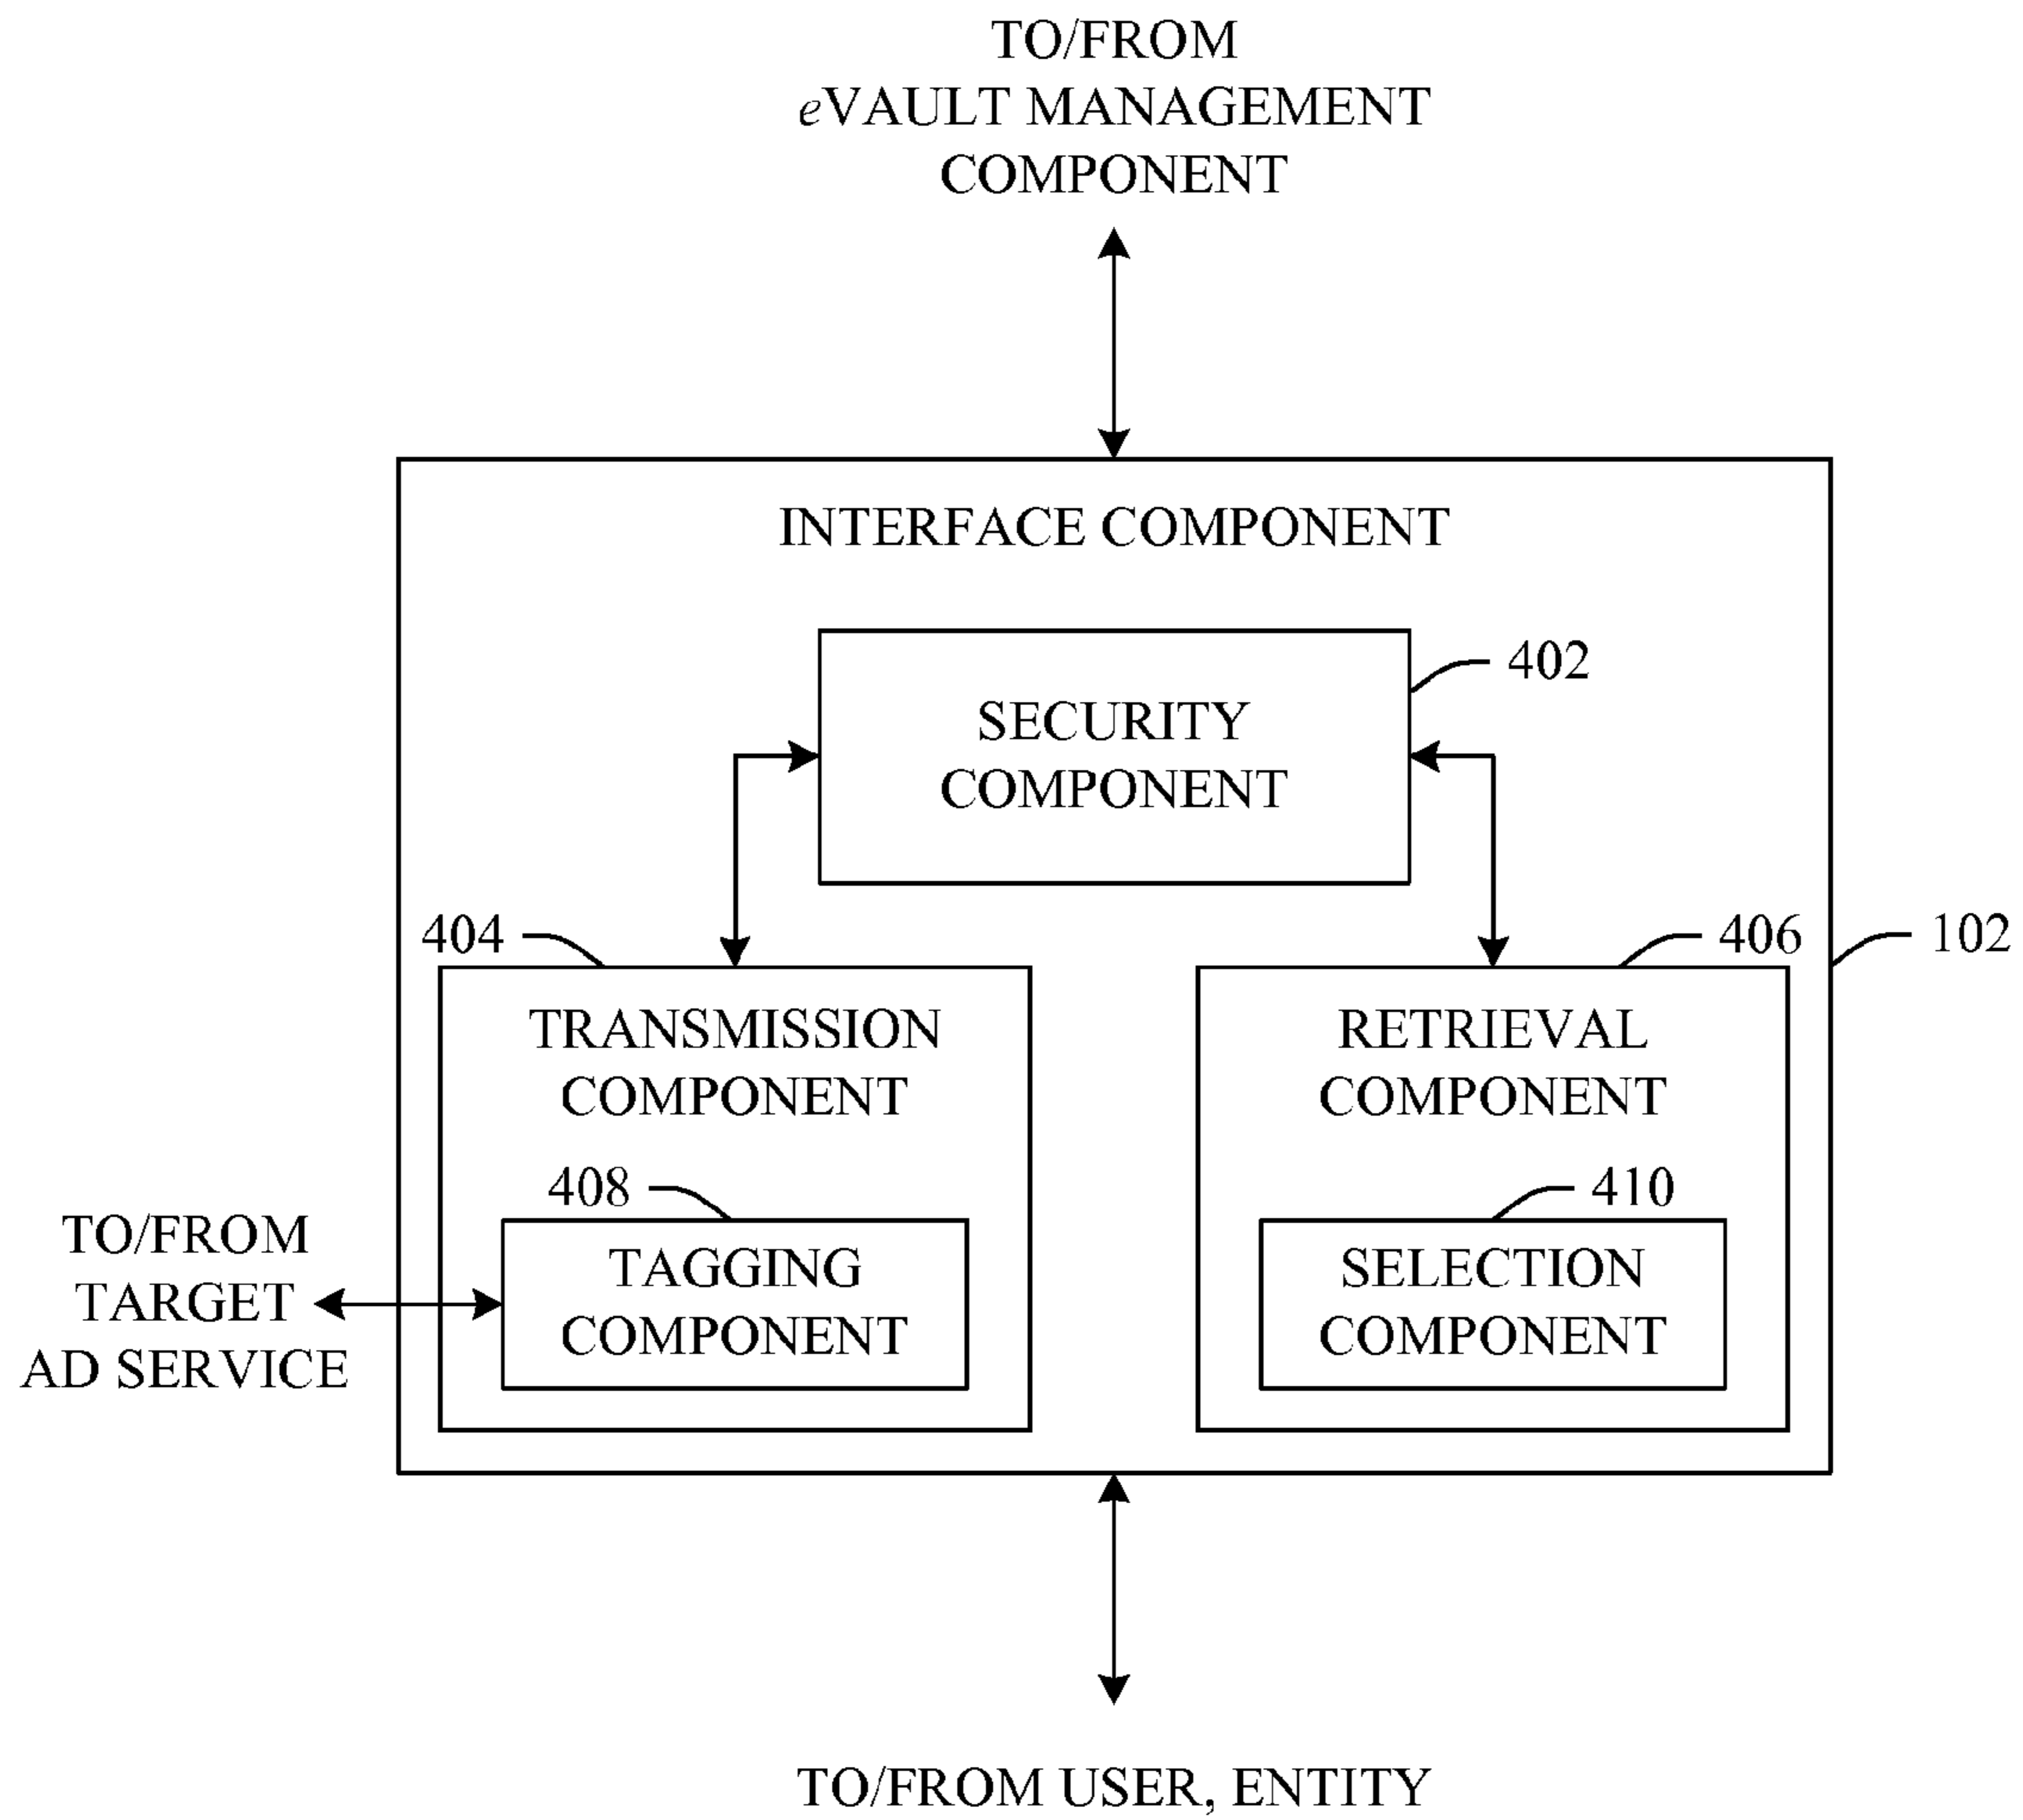 TO/FROM
eVAULT MANAGEMENT
COMPONENT
INTERFACE COMPONENT
402
SECURITY
COMPONENT
404
406
102
TRANSMISSION
COMPONENT
RETRIEVAL
COMPONENT
408
410
TO/FROM
TARGET
AD SERVICE
TAGGING
COMPONENT
SELECTION
COMPONENT
TO/FROM USER, ENTITY